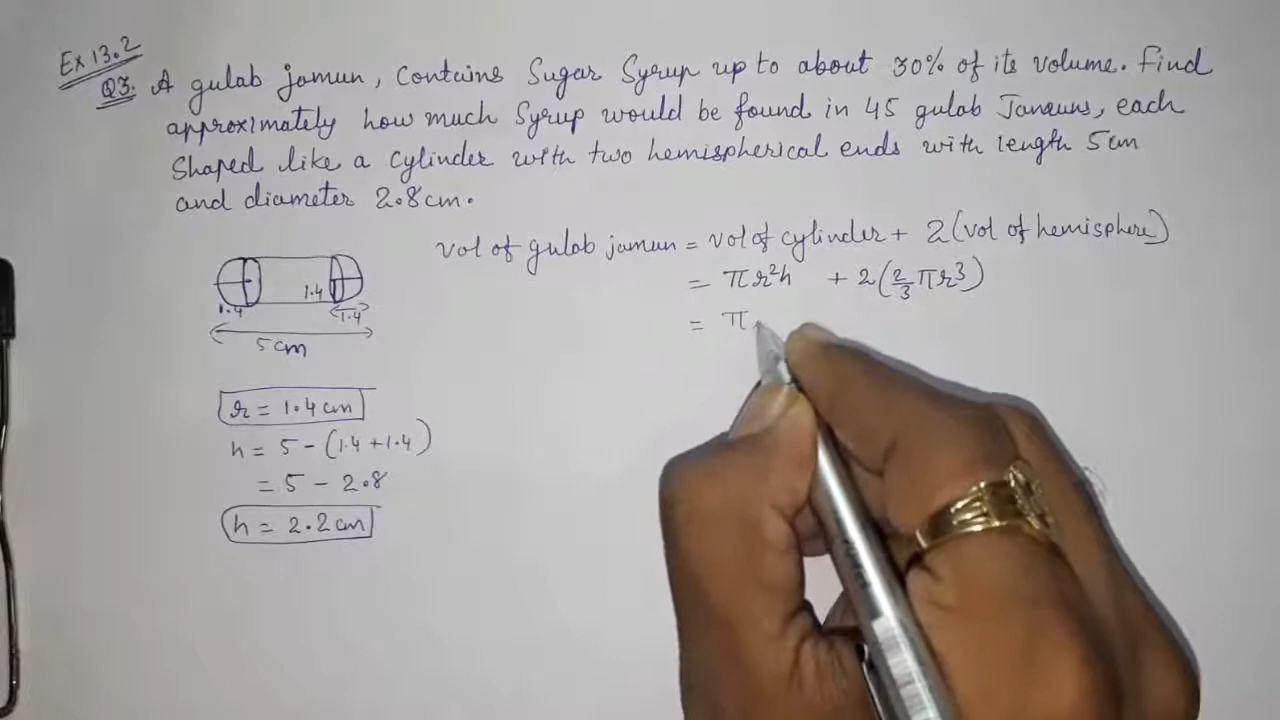 Ex 13.2
Q3. A gulab jamun, contains Sugar Syrup up to about 30% of its volume. Find
approximately how much Syrup would be found in 45 gulab Jamuns, each
Shaped like a cylinder with two hemispherical ends with length 5cm
and diameter 2.8cm.
vol of gulab jamun = vol of cylinder + 2(vol of hemisphere)
= πr²h + 2(2/3 πr³)
= π
1.4
1.4
1.4
5cm
r = 1.4cm
h = 5 - (1.4+1.4)
= 5 - 2.8
h = 2.2cm